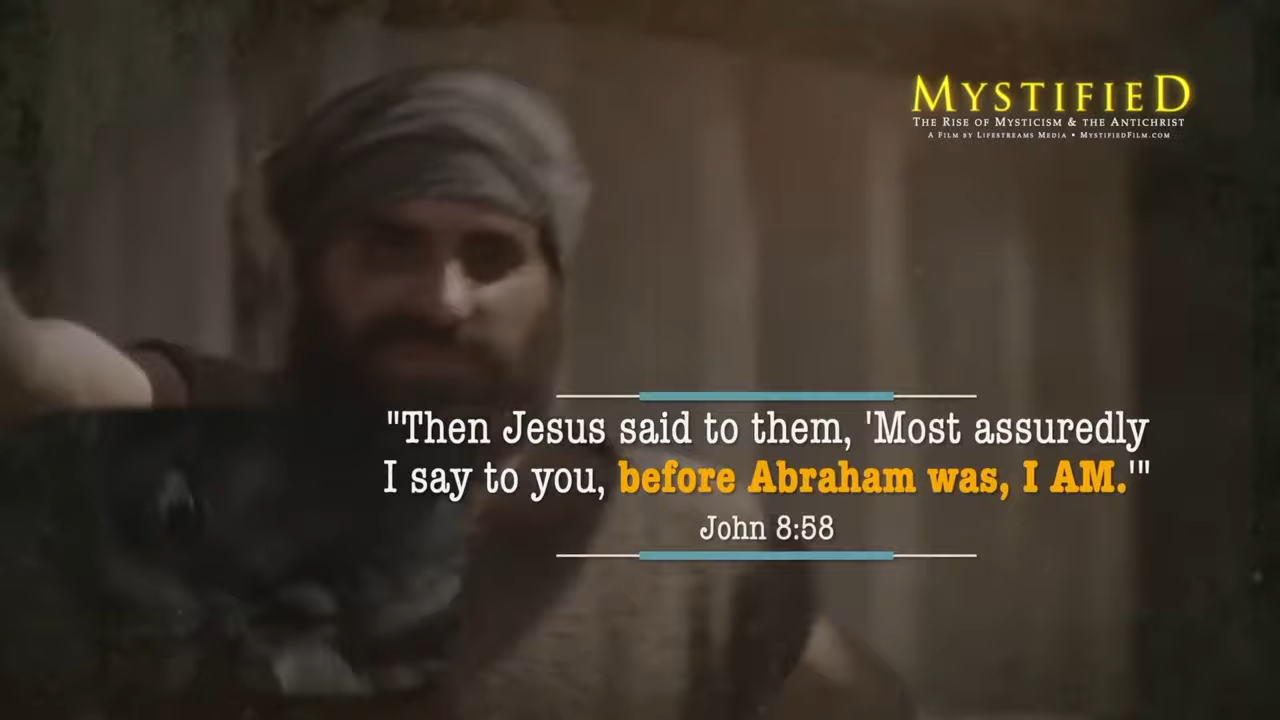 MYSTIFIED
THE RISE OF MYSTICISM & THE ANTICHRIST
A FILM BY LIFESTREAMS MEDIA • MYSTIFIEDFILM.COM
"Then Jesus said to them, 'Most assuredly
I say to you, before Abraham was, I AM.'"
John 8:58